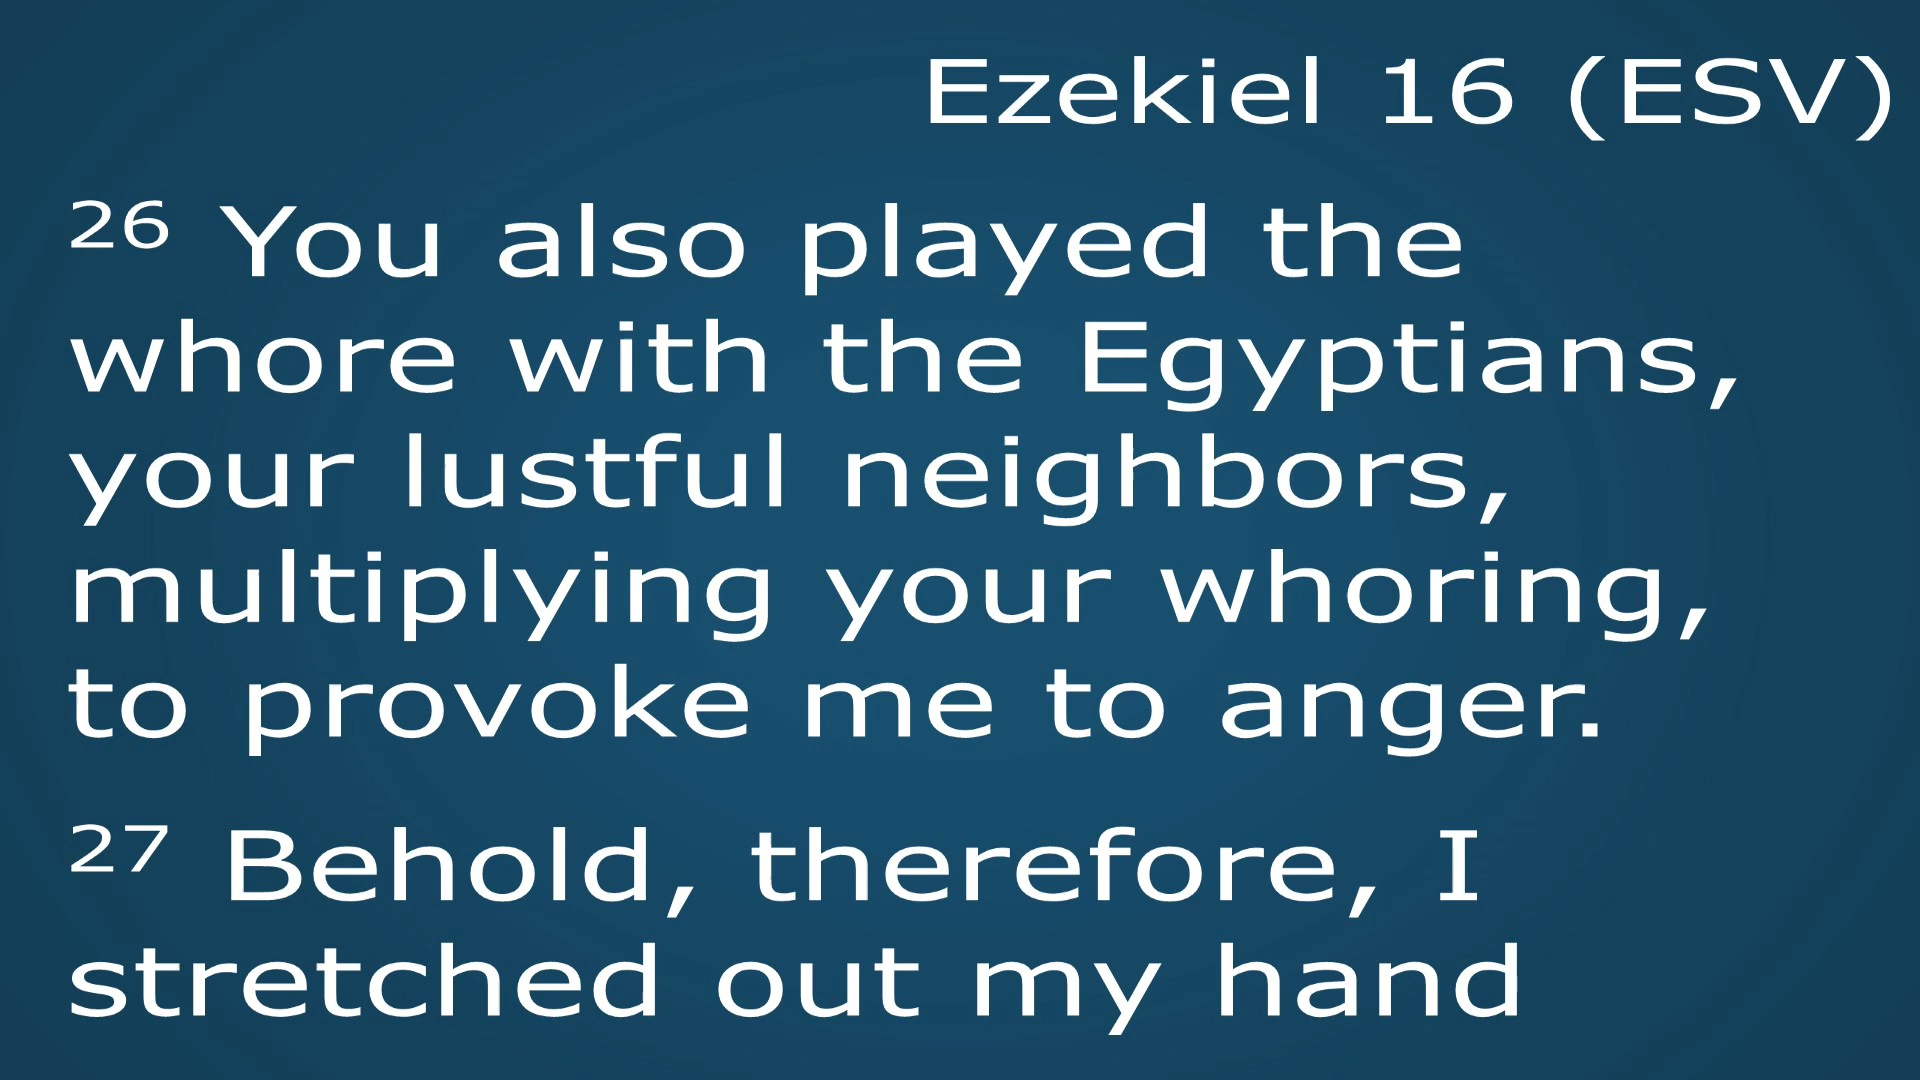 Ezekiel 16 (ESV)
26 You also played the
whore with the Egyptians,
your lustful neighbors,
multiplying your whoring,
to provoke me to anger.
27 Behold, therefore, I
stretched out my hand